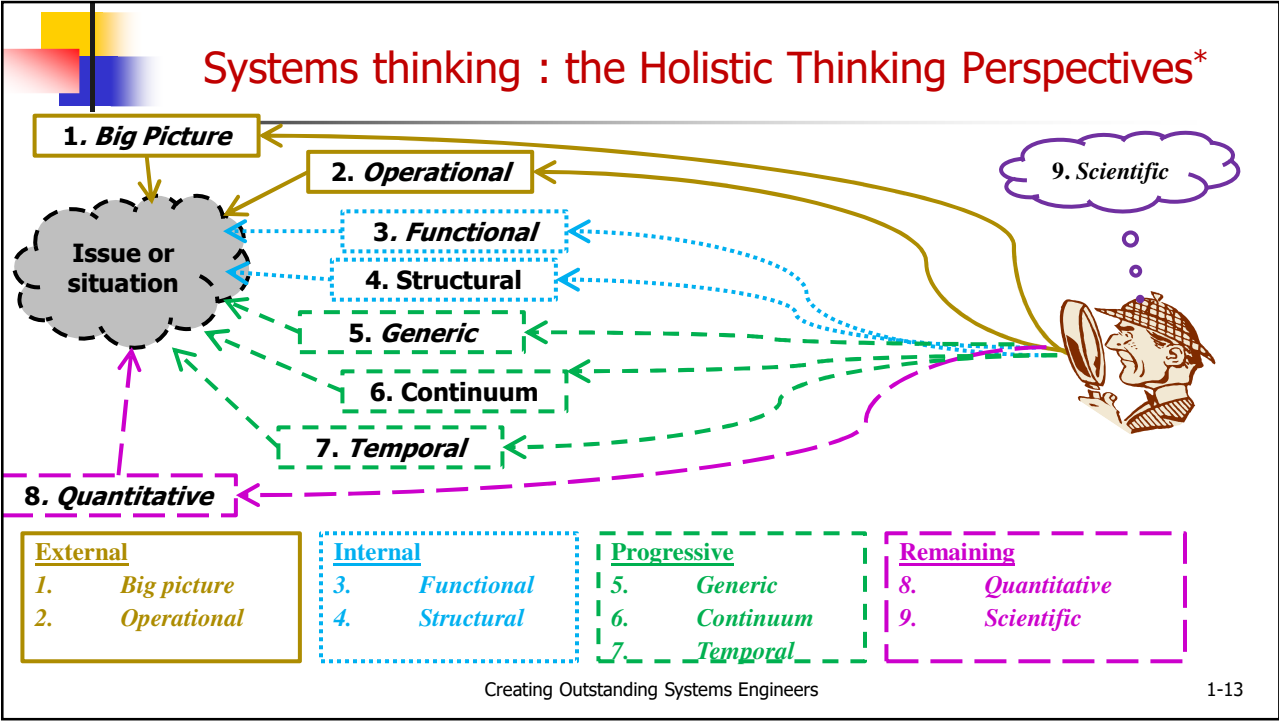 Systems thinking : the Holistic Thinking Perspectives*
1. Big Picture
2. Operational
9. Scientific
3. Functional
Issue or
situation
4. Structural
5. Generic
6. Continuum
7. Temporal
8. Quantitative
External
1. Big picture
2. Operational
Internal
3. Functional
4. Structural
Progressive
5. Generic
6. Continuum
7. Temporal
Remaining
8. Quantitative
9. Scientific
Creating Outstanding Systems Engineers
1-13